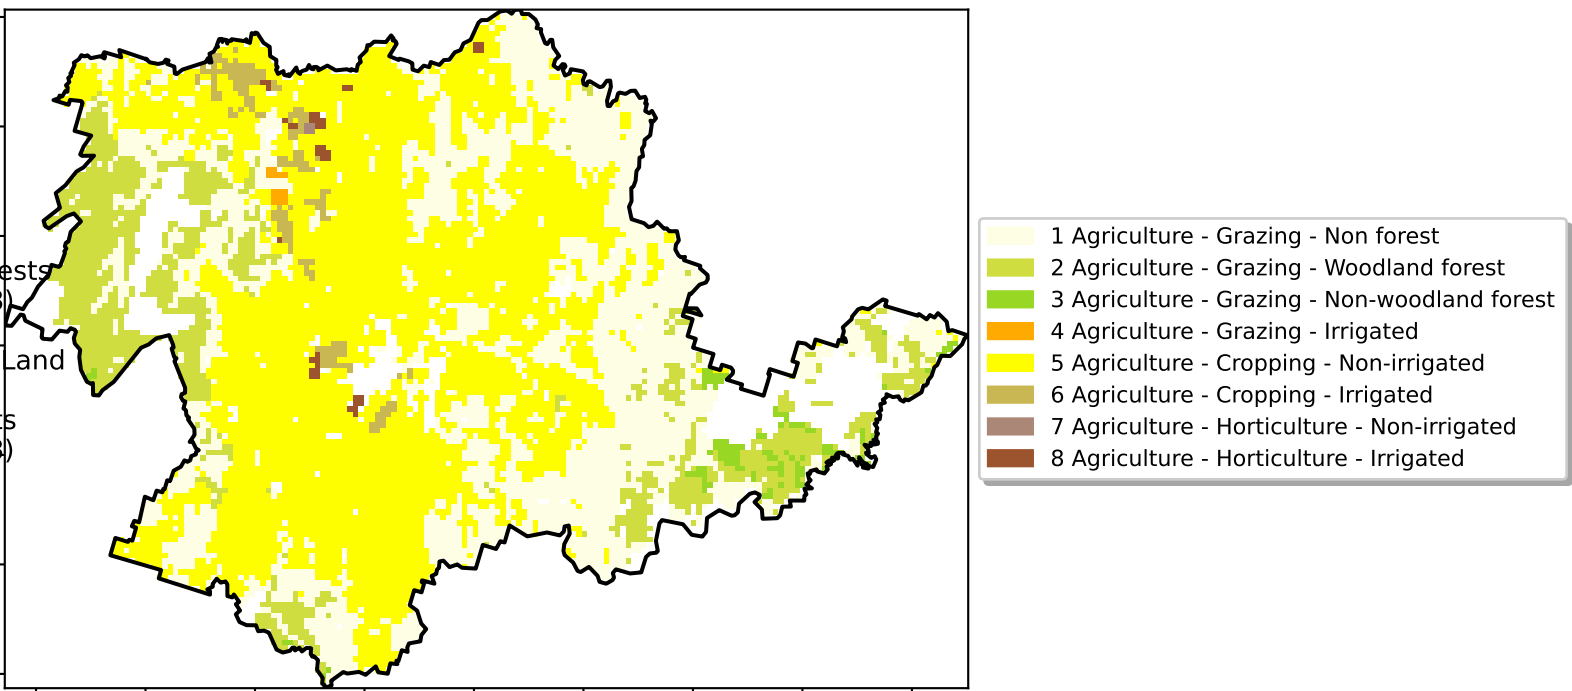 ests
)
Land
ts
)
1 Agriculture - Grazing - Non forest
2 Agriculture - Grazing - Woodland forest
3 Agriculture - Grazing - Non-woodland forest
4 Agriculture - Grazing - Irrigated
5 Agriculture - Cropping - Non-irrigated
6 Agriculture - Cropping - Irrigated
7 Agriculture - Horticulture - Non-irrigated
8 Agriculture - Horticulture - Irrigated